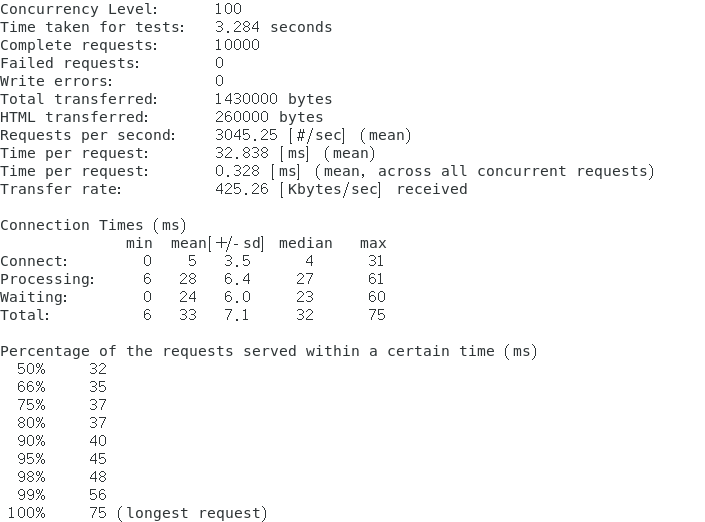 Concurrency Level:      100
Time taken for tests:   3.284 seconds
Complete requests:      10000
Failed requests:        0
Write errors:           0
Total transferred:      1430000 bytes
HTML transferred:       260000 bytes
Requests per second:    3045.25 [#/sec] (mean)
Time per request:       32.838 [ms] (mean)
Time per request:       0.328 [ms] (mean, across all concurrent requests)
Transfer rate:          425.26 [Kbytes/sec] received

Connection Times (ms)
              min  mean[+/-sd] median   max
Connect:        0    5   3.5      4      31
Processing:     6   28   6.4     27      61
Waiting:        0   24   6.0     23      60
Total:          6   33   7.1     32      75

Percentage of the requests served within a certain time (ms)
  50%     32
  66%     35
  75%     37
  80%     37
  90%     40
  95%     45
  98%     48
  99%     56
 100%     75 (longest request)